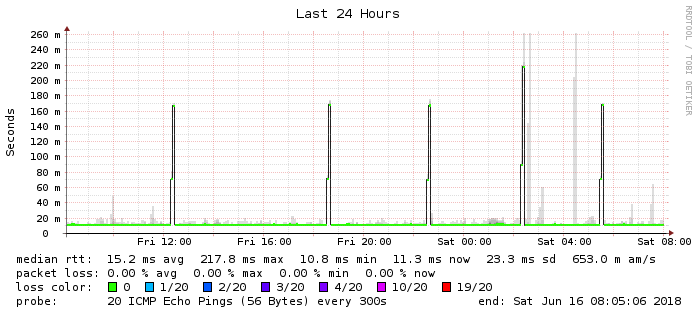 Last 24 Hours
RRDTOOL / TOBI OETIKER
Seconds
260 m
240 m
220 m
200 m
180 m
160 m
140 m
120 m
100 m
80 m
60 m
40 m
20 m
0
Fri 12:00 Fri 16:00 Fri 20:00 Sat 00:00 Sat 04:00 Sat 08:00
median rtt: 15.2 ms avg 217.8 ms max 10.8 ms min 11.3 ms now 23.3 ms sd 653.0 m am/s
packet loss: 0.00 % avg 0.00 % max 0.00 % min 0.00 % now
loss color: 0 1/20 2/20 3/20 4/20 10/20 19/20
probe: 20 ICMP Echo Pings (56 Bytes) every 300s end: Sat Jun 16 08:05:06 2018